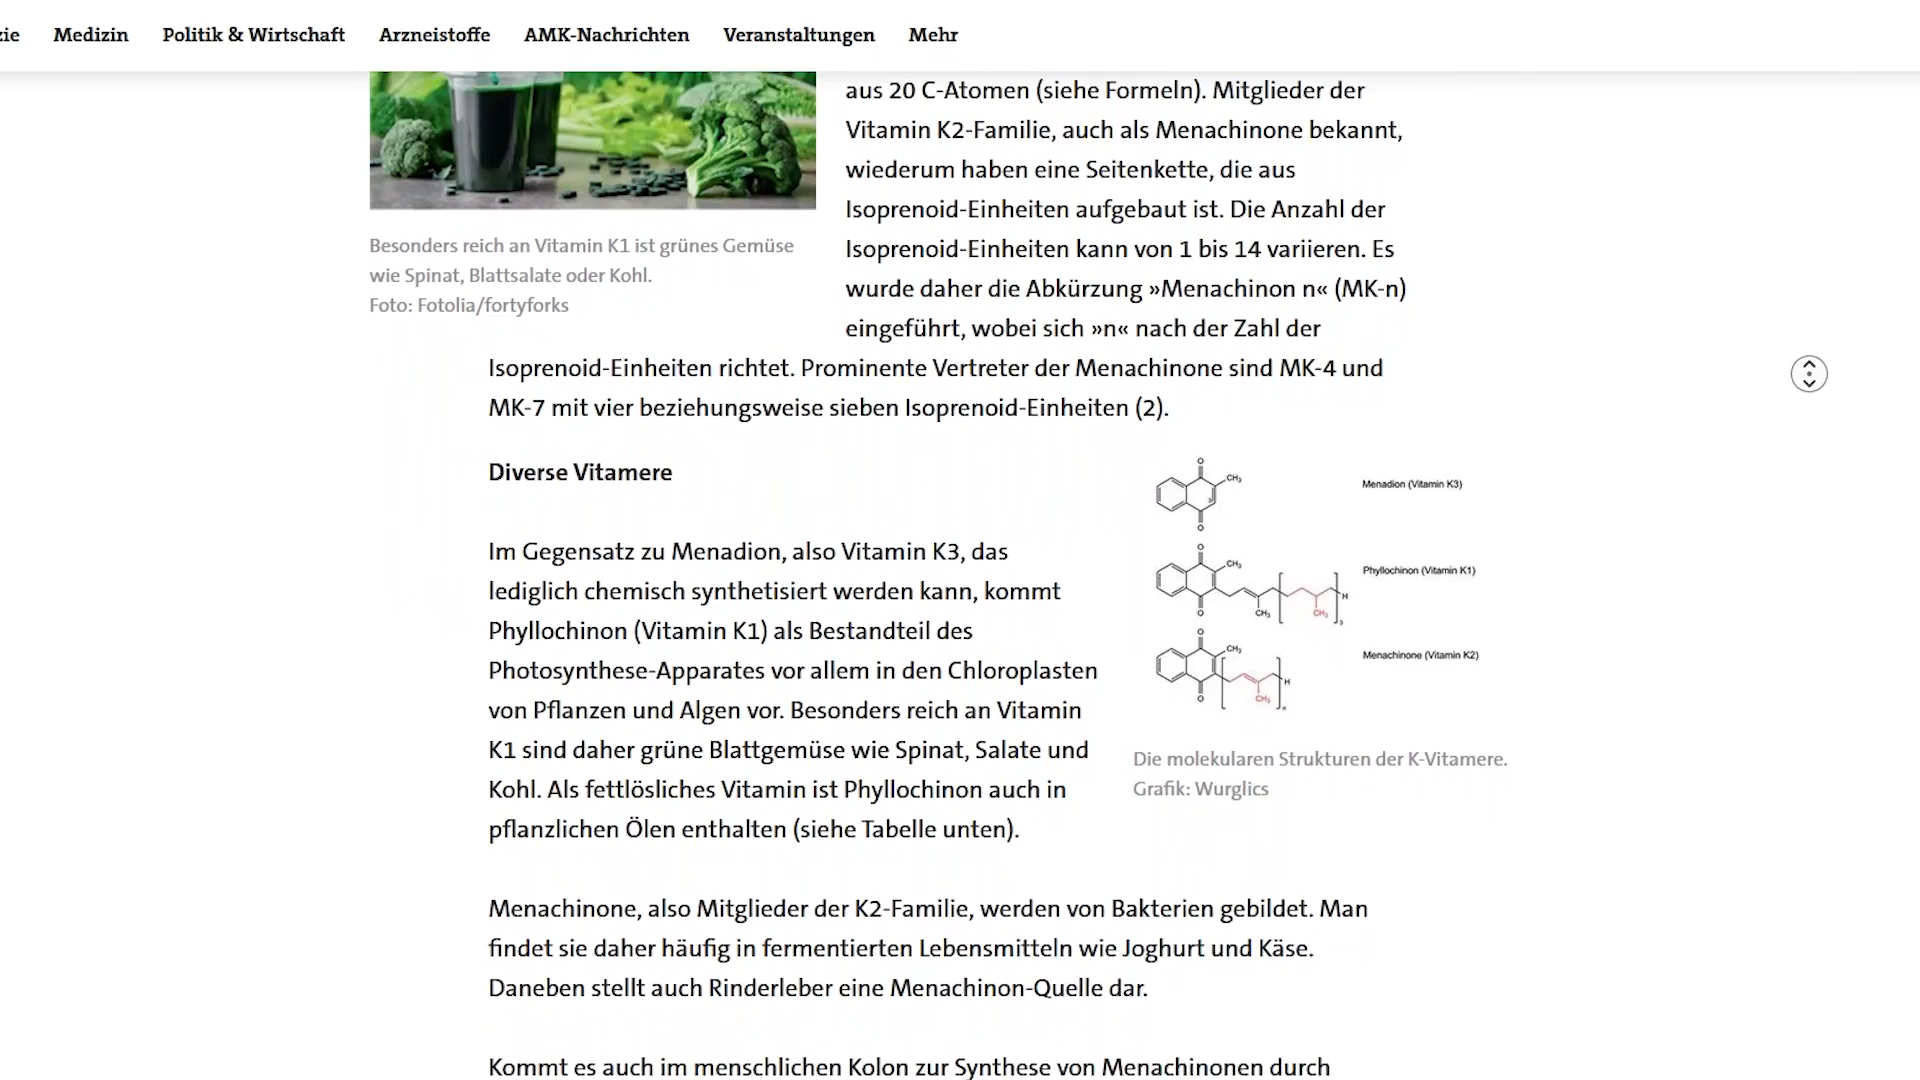 zie Medizin Politik & Wirtschaft Arzneistoffe AMK-Nachrichten Veranstaltungen Mehr
Besonders reich an Vitamin K1 ist grünes Gemüse
wie Spinat, Blattsalate oder Kohl.
Foto: Fotolia/fortyforks
aus 20 C-Atomen (siehe Formeln). Mitglieder der
Vitamin K2-Familie, auch als Menachinone bekannt,
wiederum haben eine Seitenkette, die aus
Isoprenoid-Einheiten aufgebaut ist. Die Anzahl der
Isoprenoid-Einheiten kann von 1 bis 14 variieren. Es
wurde daher die Abkürzung »Menachinon n« (MK-n)
eingeführt, wobei sich »n« nach der Zahl der
Isoprenoid-Einheiten richtet. Prominente Vertreter der Menachinone sind MK-4 und
MK-7 mit vier beziehungsweise sieben Isoprenoid-Einheiten (2).
Diverse Vitamere
Im Gegensatz zu Menadion, also Vitamin K3, das
lediglich chemisch synthetisiert werden kann, kommt
Phyllochinon (Vitamin K1) als Bestandteil des
Photosynthese-Apparates vor allem in den Chloroplasten
von Pflanzen und Algen vor. Besonders reich an Vitamin
K1 sind daher grüne Blattgemüse wie Spinat, Salate und
Kohl. Als fettlösliches Vitamin ist Phyllochinon auch in
pflanzlichen Ölen enthalten (siehe Tabelle unten).
O
CH3
3
O
Menadion (Vitamin K3)
O
CH3
O
CH3
CH3
3
H
Phyllochinon (Vitamin K1)
O
CH3
O
CH3
n
H
Menachinone (Vitamin K2)
Die molekularen Strukturen der K-Vitamere.
Grafik: Wurglics
Menachinone, also Mitglieder der K2-Familie, werden von Bakterien gebildet. Man
findet sie daher häufig in fermentierten Lebensmitteln wie Joghurt und Käse.
Daneben stellt auch Rinderleber eine Menachinon-Quelle dar.
Kommt es auch im menschlichen Kolon zur Synthese von Menachinonen durch